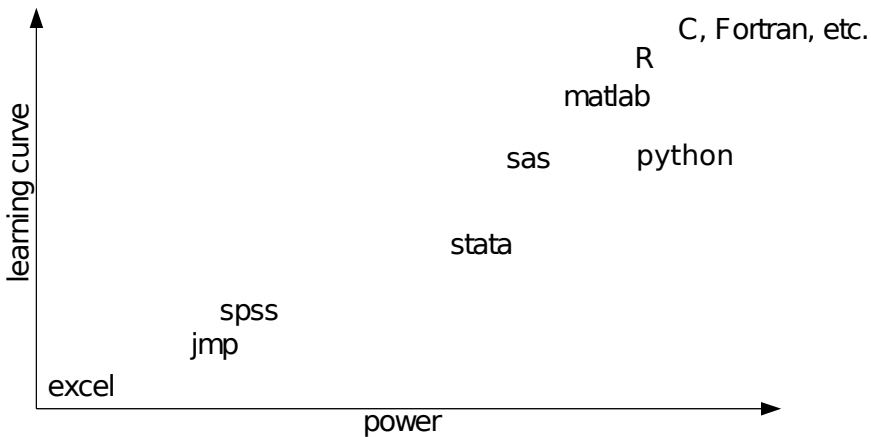 C, Fortran, etc.
R
matlab
sas
python
stata
spss
jmp
excel
learning curve
power